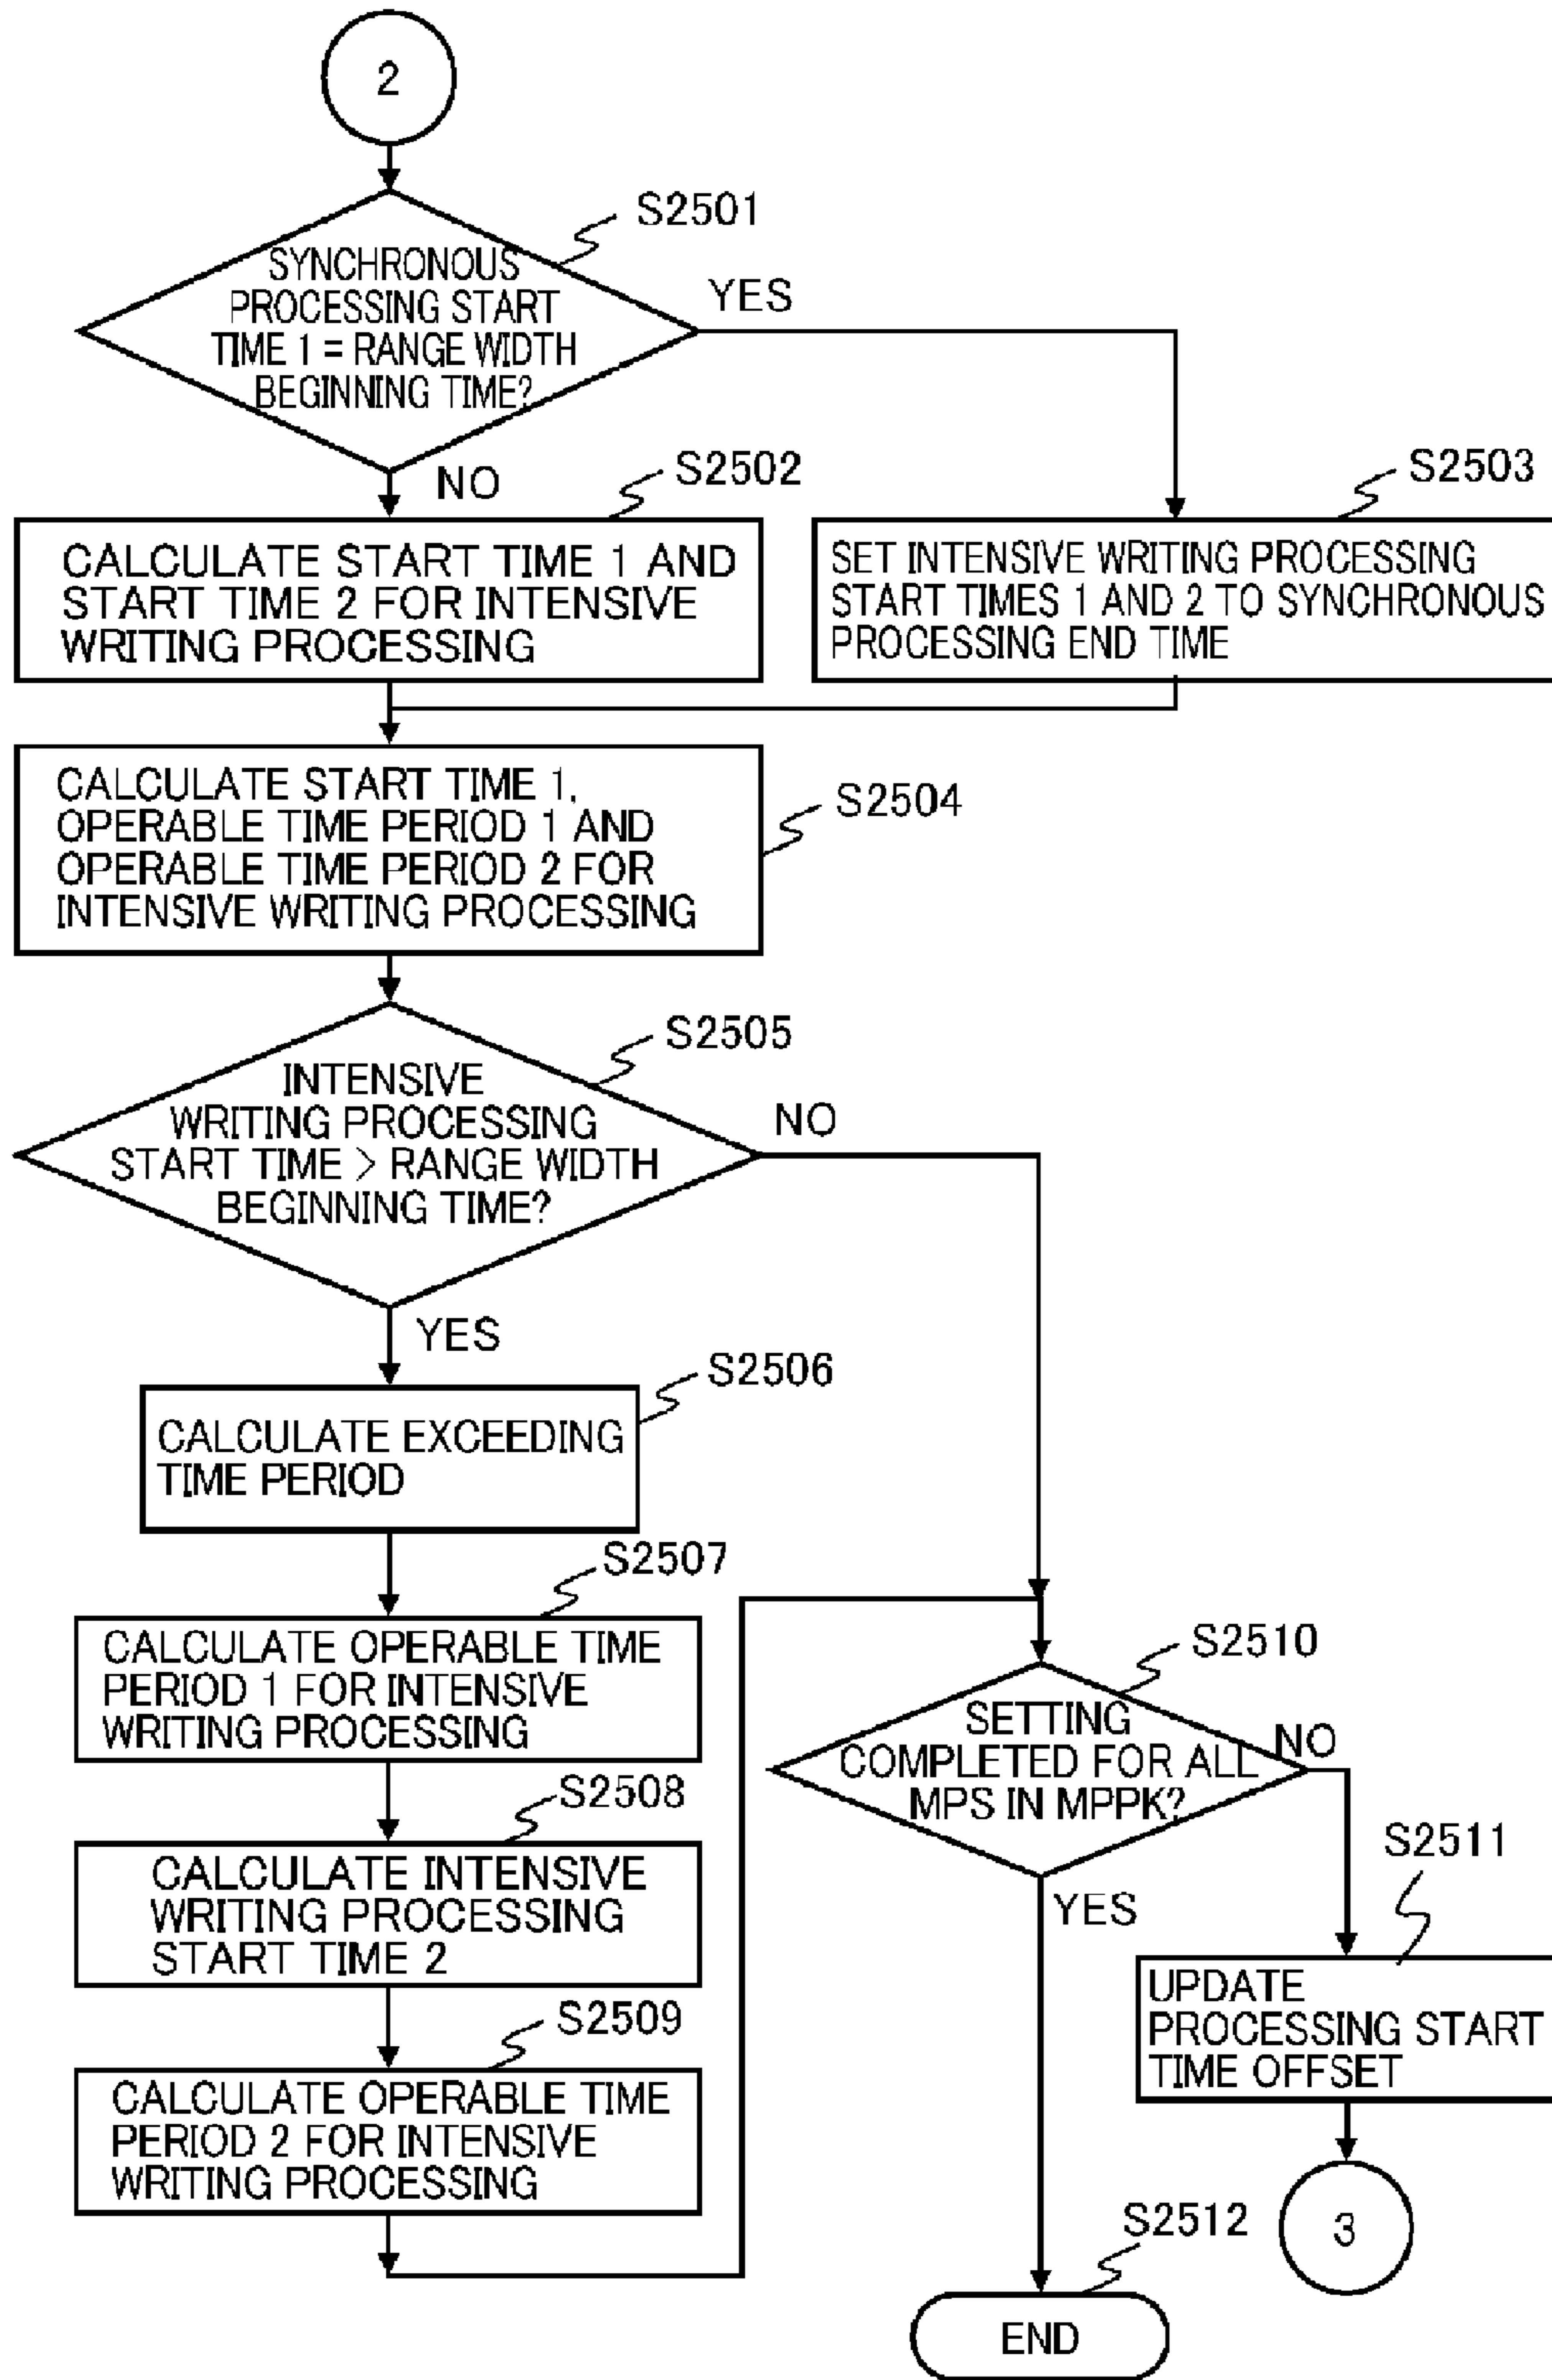 2
S2501
SYNCHRONOUS
PROCESSING START
TIME 1 = RANGE WIDTH
BEGINNING TIME?
YES
NO
S2502
CALCULATE START TIME 1 AND
START TIME 2 FOR INTENSIVE
WRITING PROCESSING
S2503
SET INTENSIVE WRITING PROCESSING
START TIMES 1 AND 2 TO SYNCHRONOUS
PROCESSING END TIME
S2504
CALCULATE START TIME 1,
OPERABLE TIME PERIOD 1 AND
OPERABLE TIME PERIOD 2 FOR
INTENSIVE WRITING PROCESSING
S2505
INTENSIVE
WRITING PROCESSING
START TIME > RANGE WIDTH
BEGINNING TIME?
NO
YES
S2506
CALCULATE EXCEEDING
TIME PERIOD
S2507
CALCULATE OPERABLE TIME
PERIOD 1 FOR INTENSIVE
WRITING PROCESSING
S2508
CALCULATE INTENSIVE
WRITING PROCESSING
START TIME 2
S2509
CALCULATE OPERABLE TIME
PERIOD 2 FOR INTENSIVE
WRITING PROCESSING
S2510
SETTING
COMPLETED FOR ALL
MPS IN MPPK?
NO
YES
S2511
UPDATE
PROCESSING START
TIME OFFSET
3
S2512
END